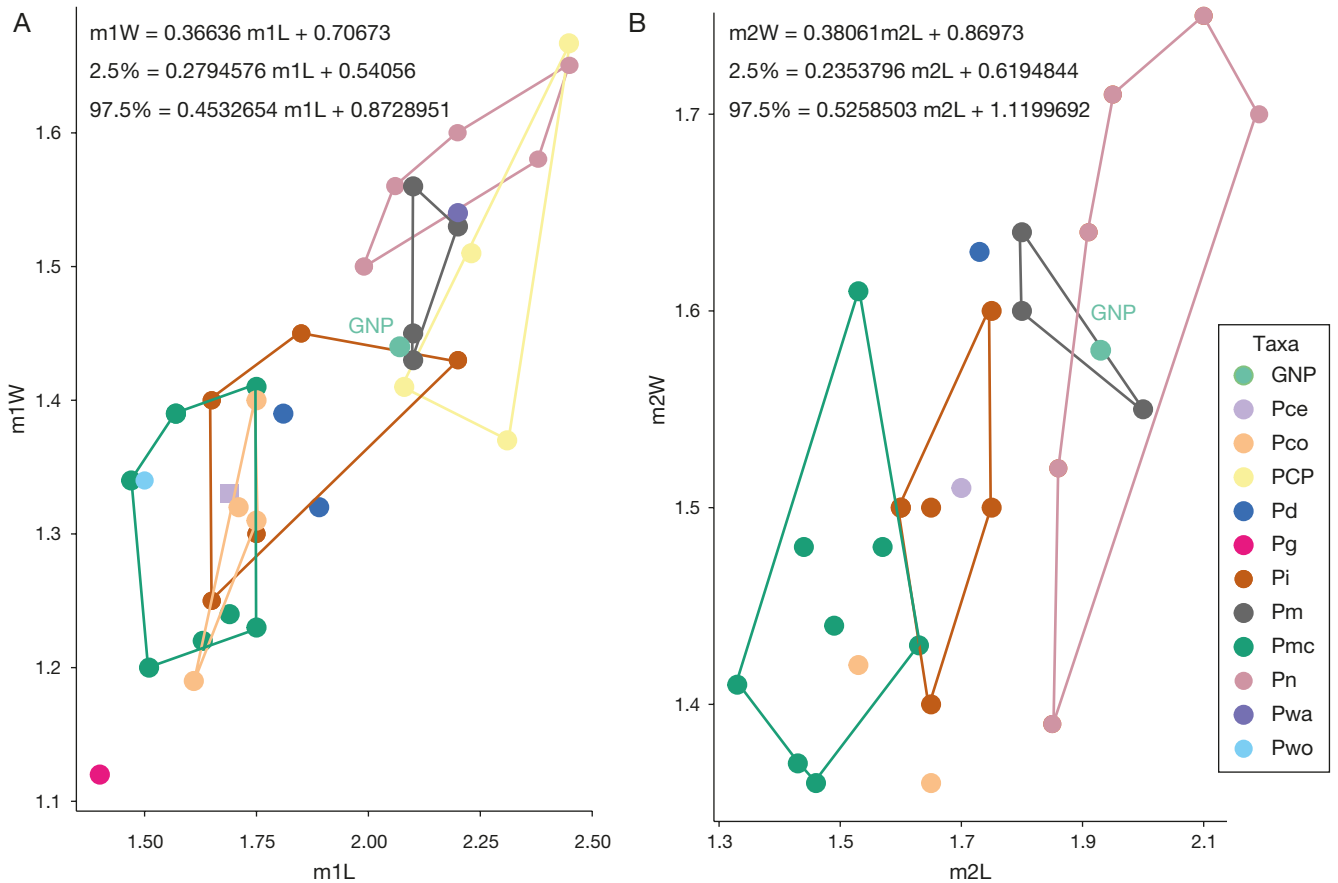 A
m1W = 0.36636 m1L + 0.70673
2.5% = 0.2794576 m1L + 0.54056
97.5% = 0.4532654 m1L + 0.8728951
1.6
1.5
1.4
1.3
1.2
1.1
m1W
GNP
1.50
1.75
2.00
2.25
2.50
m1L
B
m2W = 0.38061m2L + 0.86973
2.5% = 0.2353796 m2L + 0.6194844
97.5% = 0.5258503 m2L + 1.1199692
1.7
1.6
1.5
1.4
m2W
GNP
1.3
1.5
1.7
1.9
2.1
m2L
Taxa
GNP
Pce
Pco
PCP
Pd
Pg
Pi
Pm
Pmc
Pn
Pwa
Pwo